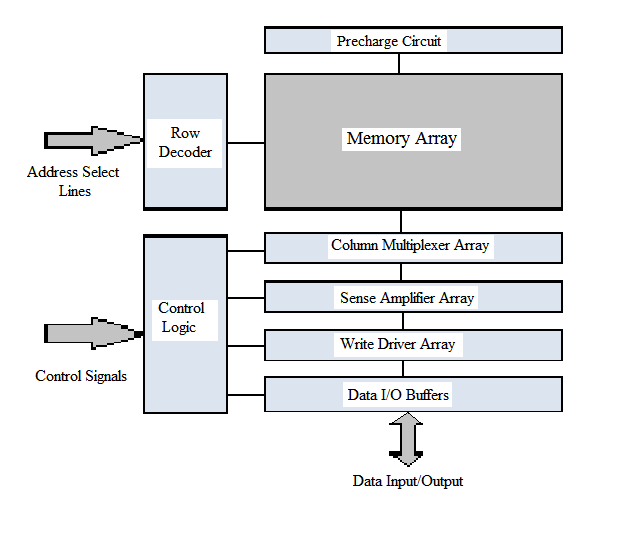 Precharge Circuit
Row
Decoder
Memory Array
Address Select
Lines
Column Multiplexer Array
Sense Amplifier Array
Control
Logic
Write Driver Array
Control Signals
Data I/O Buffers
Data Input/Output